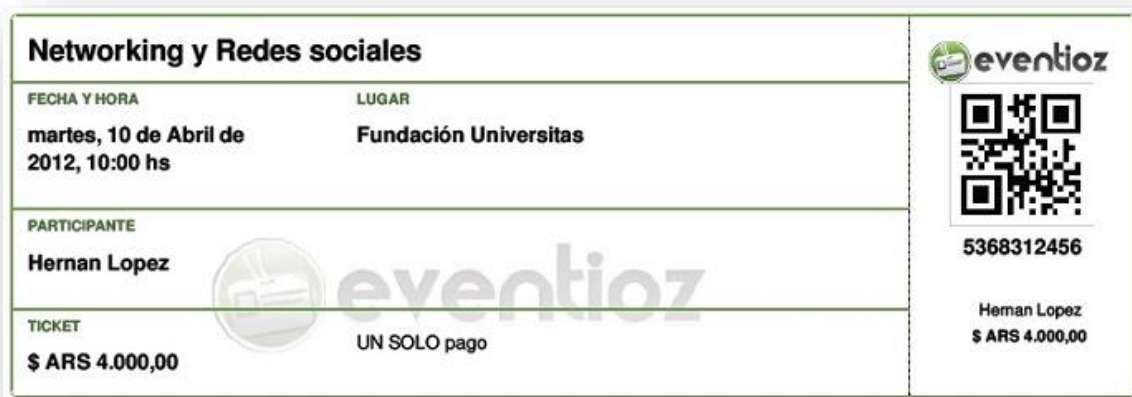 Networking y Redes sociales
FECHA Y HORA
martes, 10 de Abril de
2012, 10:00 hs
LUGAR
Fundación Universitas
PARTICIPANTE
Hernan Lopez
eventioz
TICKET
$ ARS 4.000,00
UN SOLO pago
eventioz
5368312456
Hernan Lopez
$ ARS 4.000,00